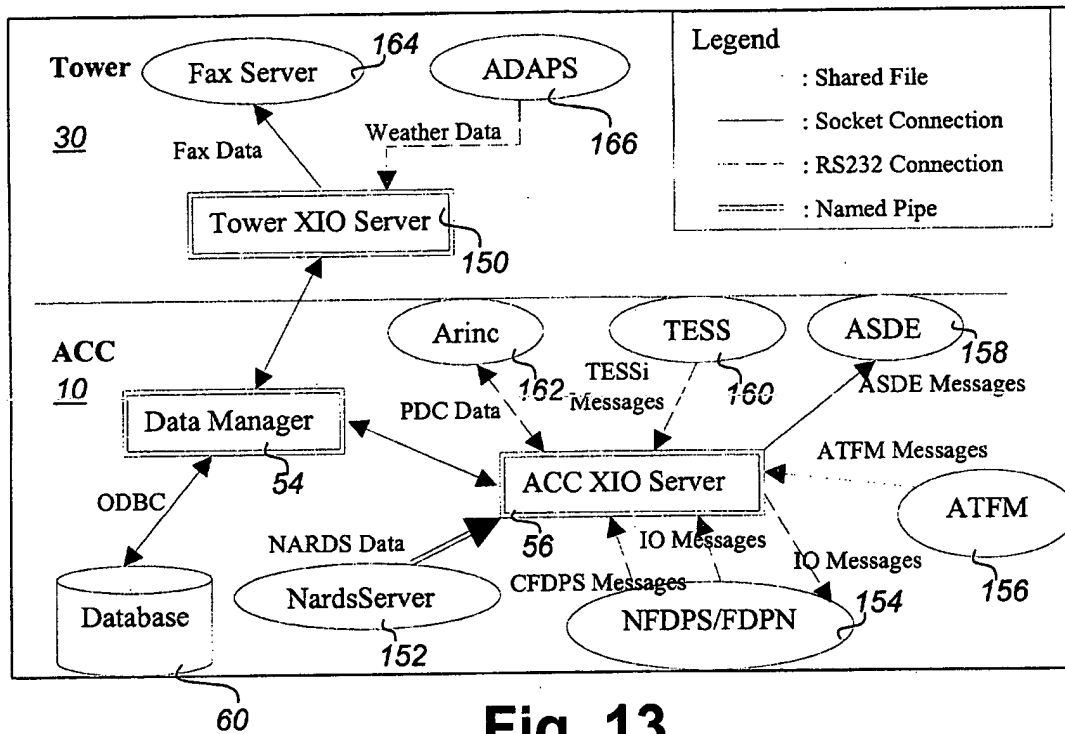 Tower
30
Fax Server
164
ADAPS
166
Weather Data
Fax Data
Tower XIO Server
150
Legend
: Shared File
: Socket Connection
: RS232 Connection
: Named Pipe
ACC
10
Arinc
162
TESS
160
ASDE
158
TESSi
Messages
ASDE Messages
PDC Data
Data Manager
54
ATFM Messages
ACC XIO Server
56
ATFM
156
ODBC
NARDS Data
IO Messages
IO Messages
CFDPS Messages
Database
60
NardsServer
152
NFDPS/FDPN
154
Fig. 13